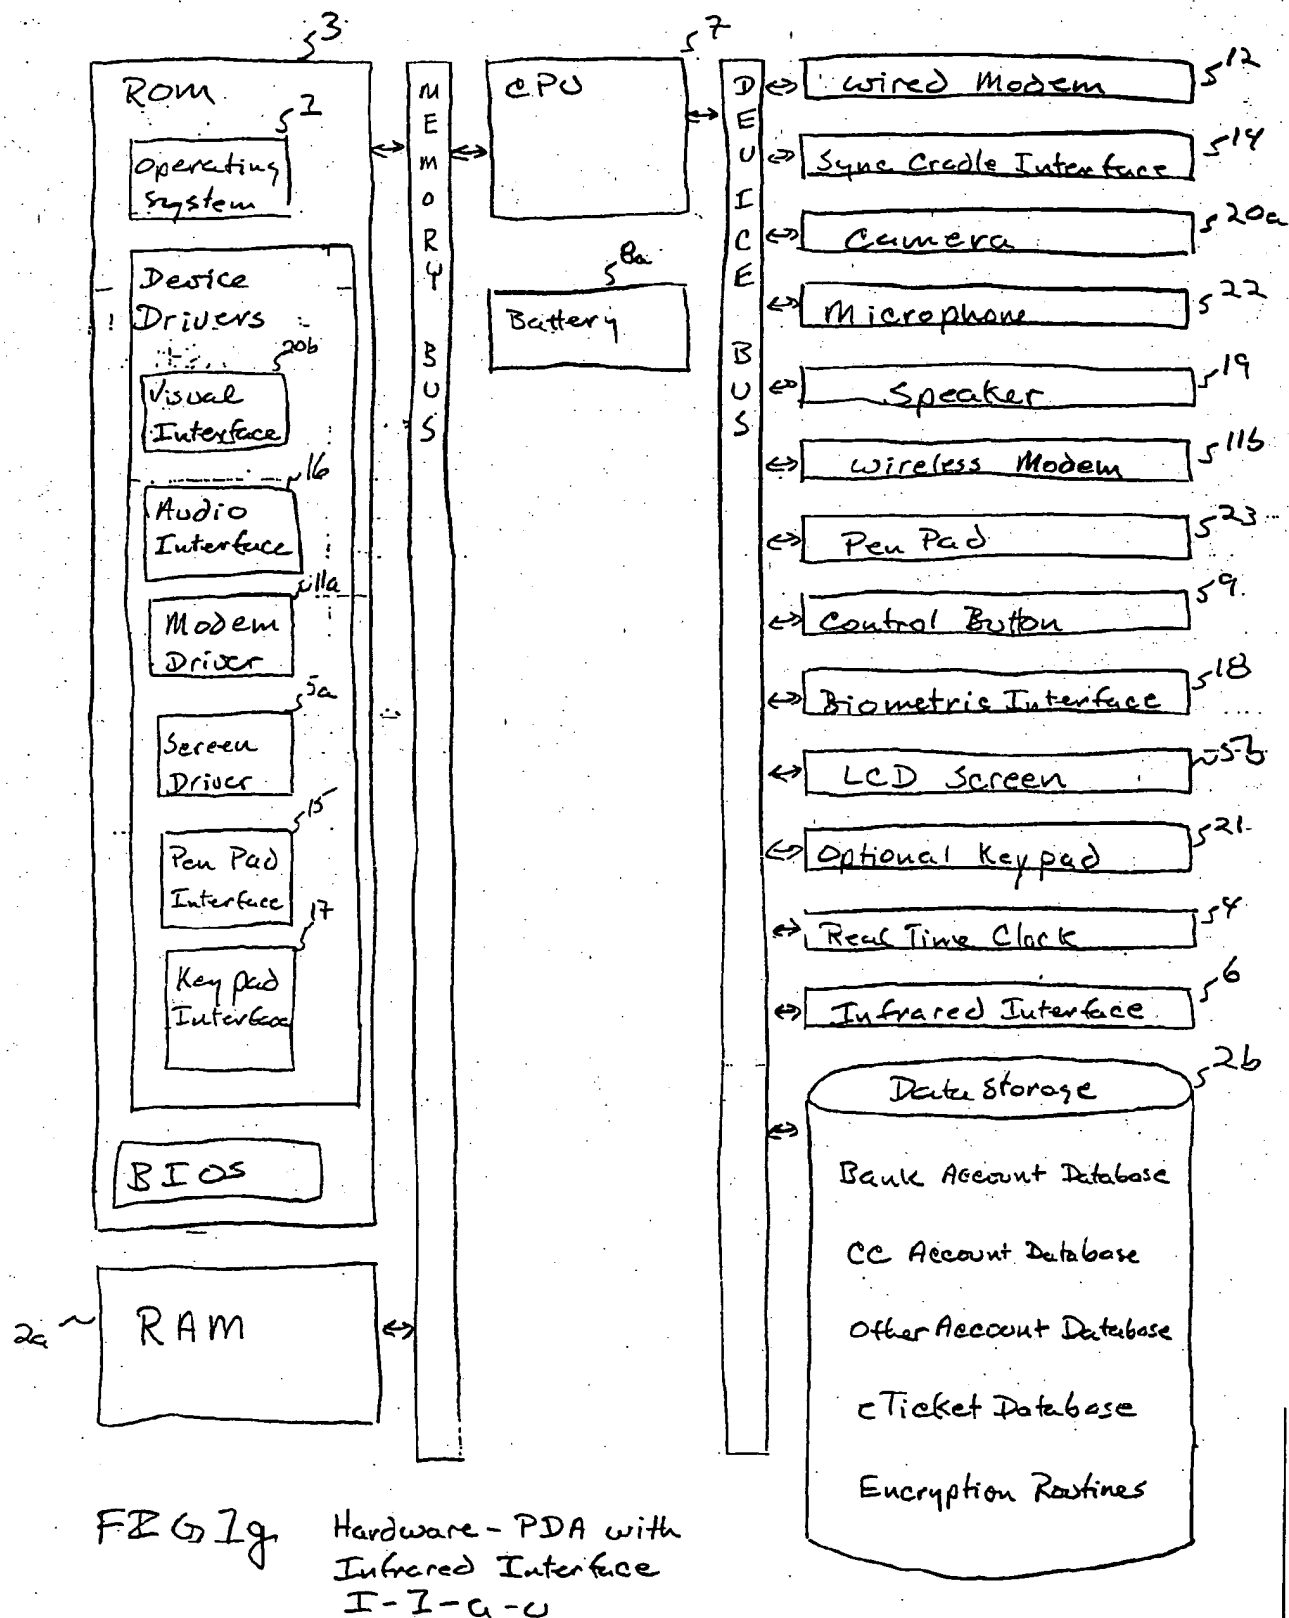 3
ROM
1
Operating
System
Device
Drivers
20b
Visual
Interface
16
Audio
Interface
11a
Modem
Driver
5a
Screen
Driver
15
Pen Pad
Interface
17
Keypad
Interface
BIOS
2a
RAM
MEMORY BUS
7
CPU
8a
Battery
DEVICE BUS
Wired Modem
12
Sync Cradle Interface
14
Camera
20a
Microphone
22
Speaker
19
Wireless Modem
11b
Pen Pad
23
Control Button
9
Biometric Interface
18
LCD Screen
5b
Optional Keypad
21
Real Time Clock
4
Infrared Interface
6
Data Storage
2b
Bank Account Database
CC Account Database
Other Account Database
eTicket Database
Encryption Routines
FIG 1g
Hardware - PDA with
Infrared Interface